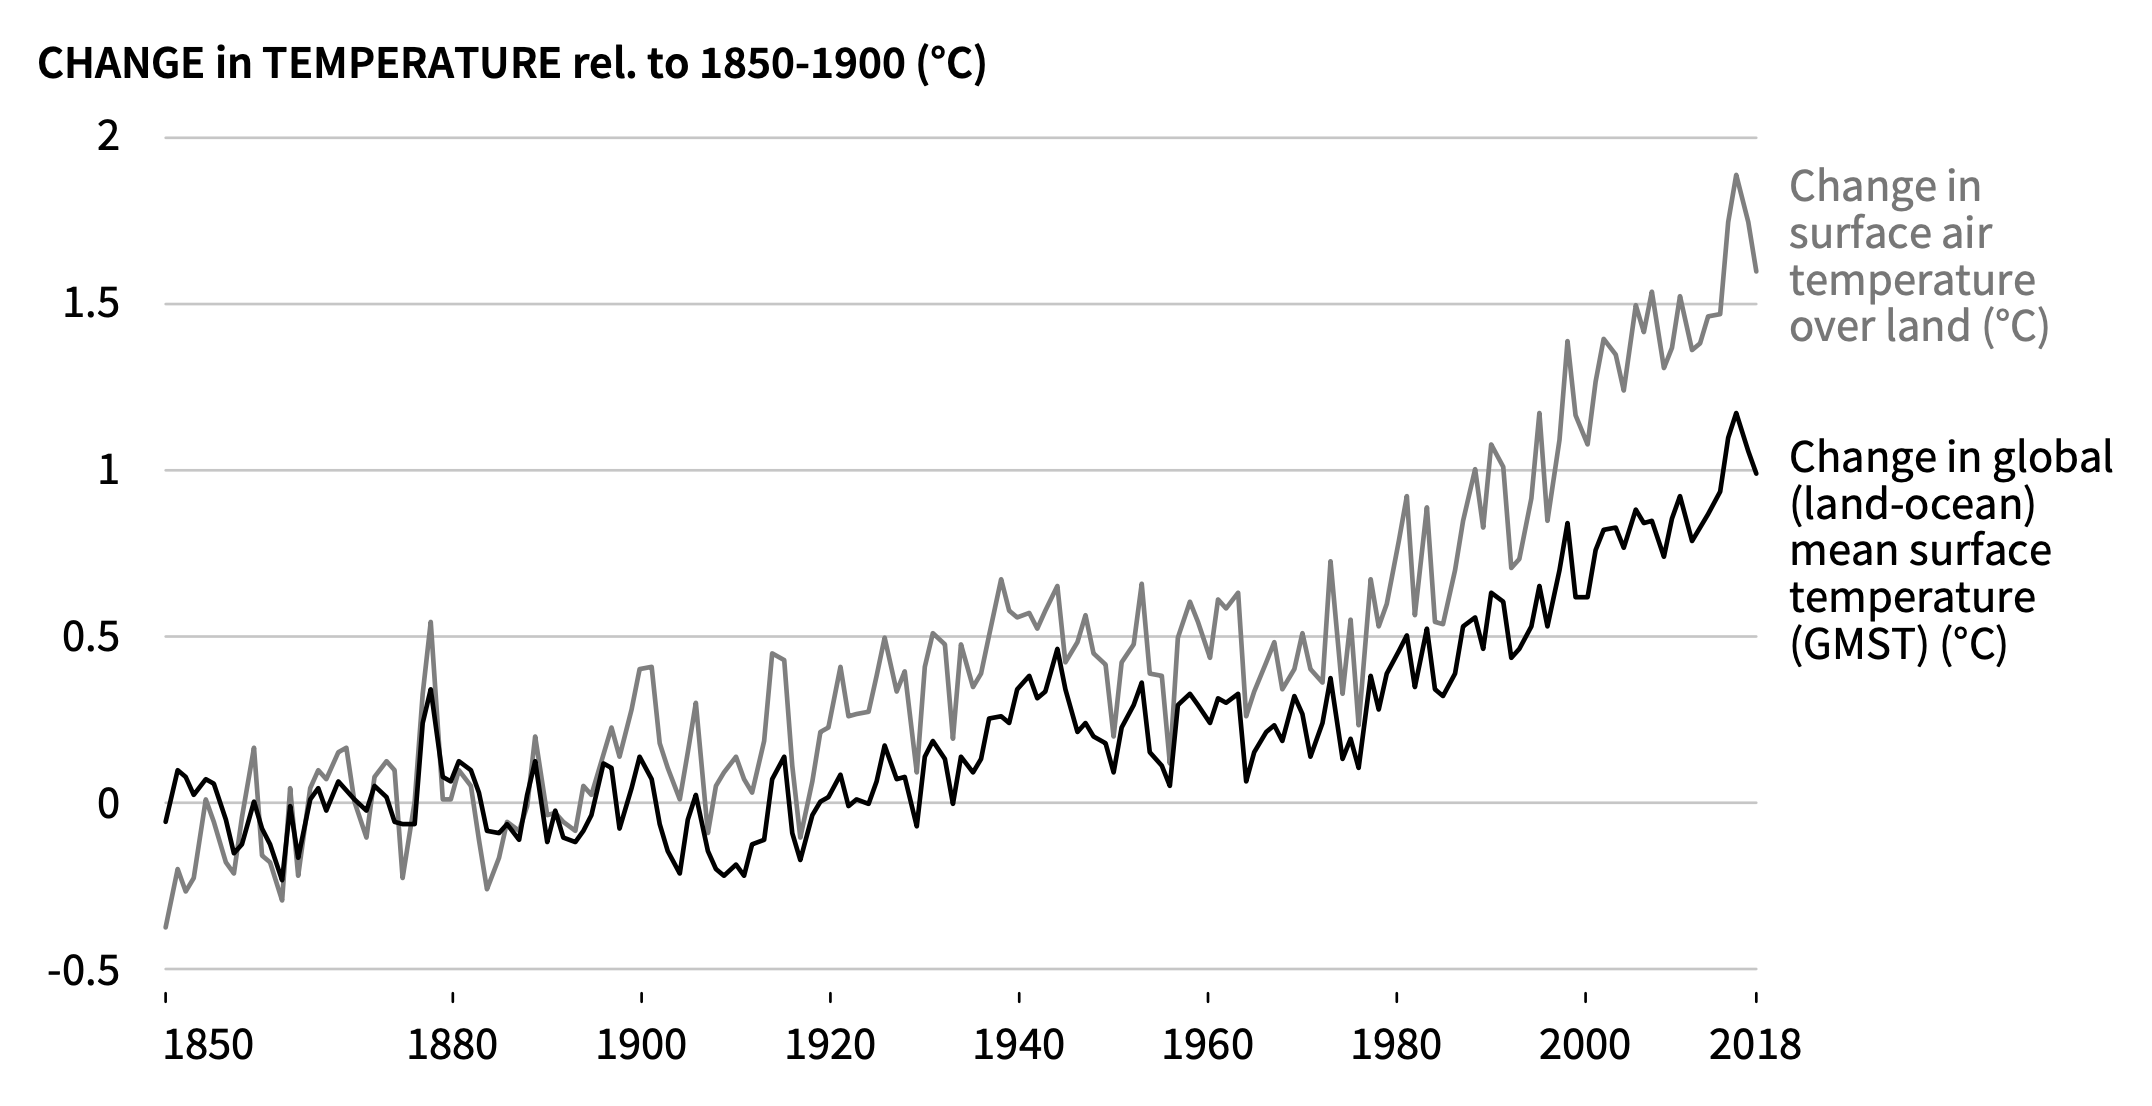 CHANGE in TEMPERATURE rel. to 1850-1900 (°C)
2
1.5
1
0.5
0
-0.5
1850 1880 1900 1920 1940 1960 1980 2000 2018
Change in
surface air
temperature
over land (°C)
Change in global
(land-ocean)
mean surface
temperature
(GMST) (°C)